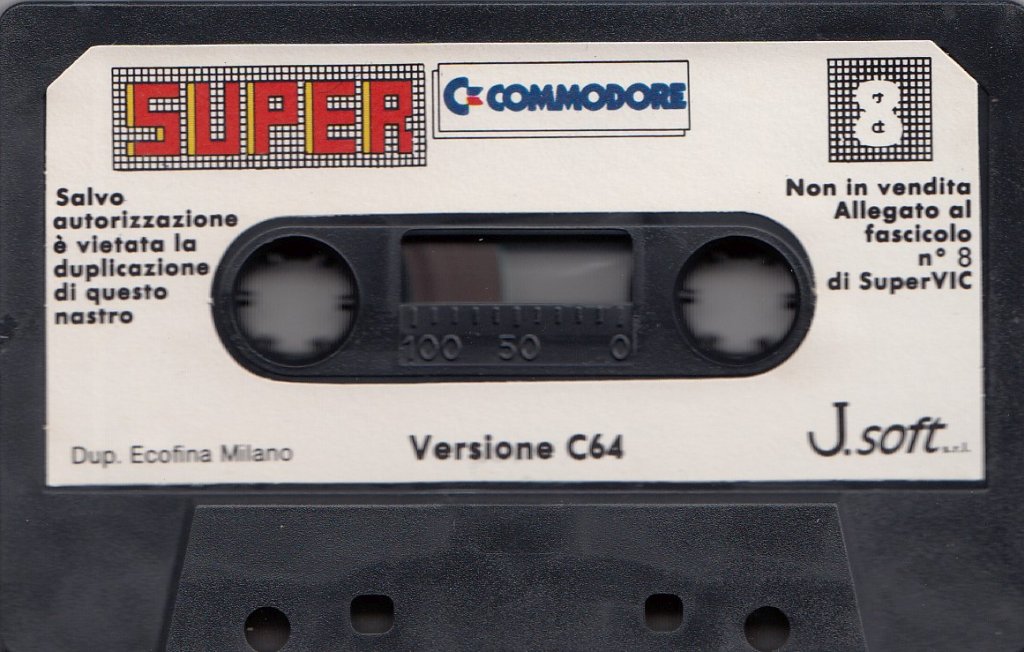 SUPER
COMMODORE
8
Salvo
autorizzazione
è vietata la
duplicazione
di questo
nastro
Non in vendita
Allegato al
fascicolo
n° 8
di SuperVIC
100 50 0
Dup. Ecofina Milano
Versione C64
J.soft s.r.l.